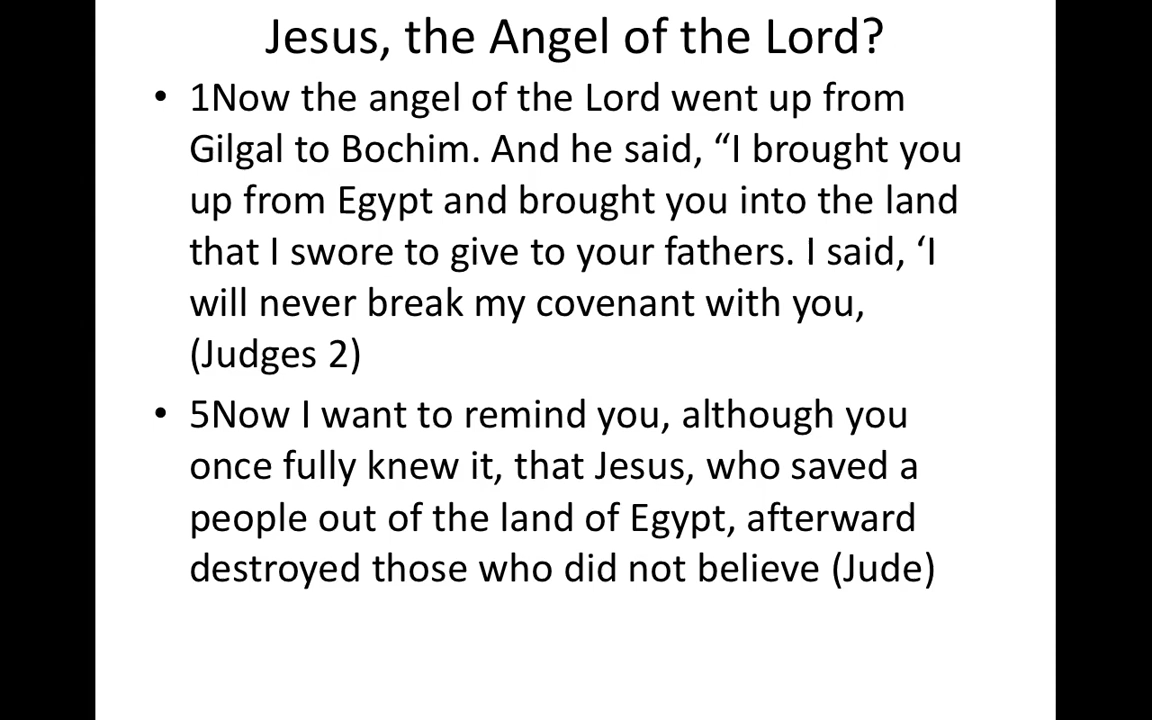 Jesus, the Angel of the Lord?
• 1Now the angel of the Lord went up from
Gilgal to Bochim. And he said, “I brought you
up from Egypt and brought you into the land
that I swore to give to your fathers. I said, ‘I
will never break my covenant with you,
(Judges 2)
• 5Now I want to remind you, although you
once fully knew it, that Jesus, who saved a
people out of the land of Egypt, afterward
destroyed those who did not believe (Jude)